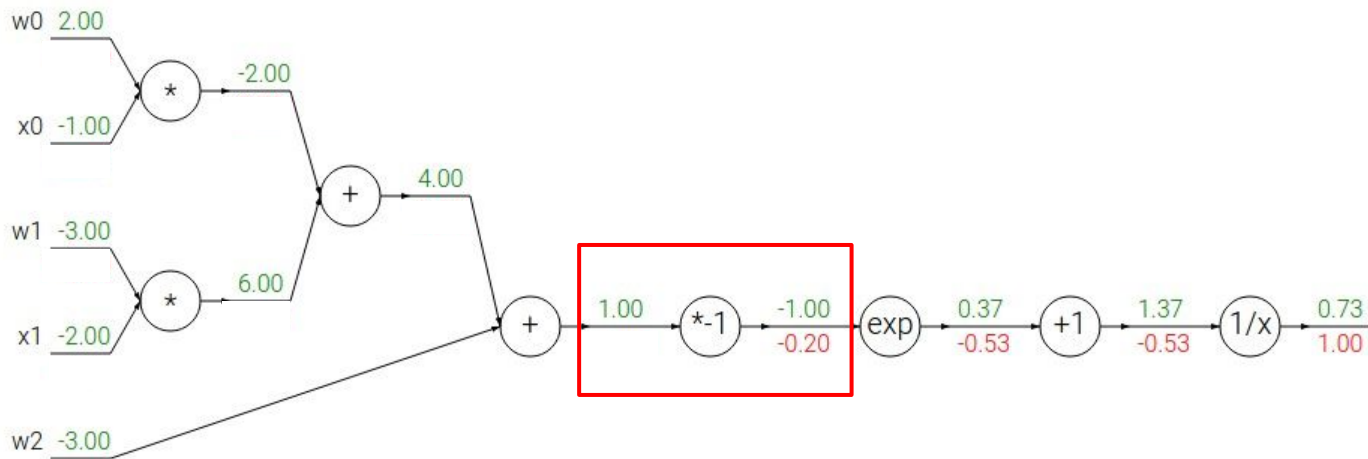 w0 2.00
* -2.00
x0 -1.00
+ 4.00
w1 -3.00
* 6.00
x1 -2.00
+ 1.00 *-1 -1.00 exp 0.37 +1 1.37 1/x 0.73
-0.20 -0.53 -0.53 1.00
w2 -3.00